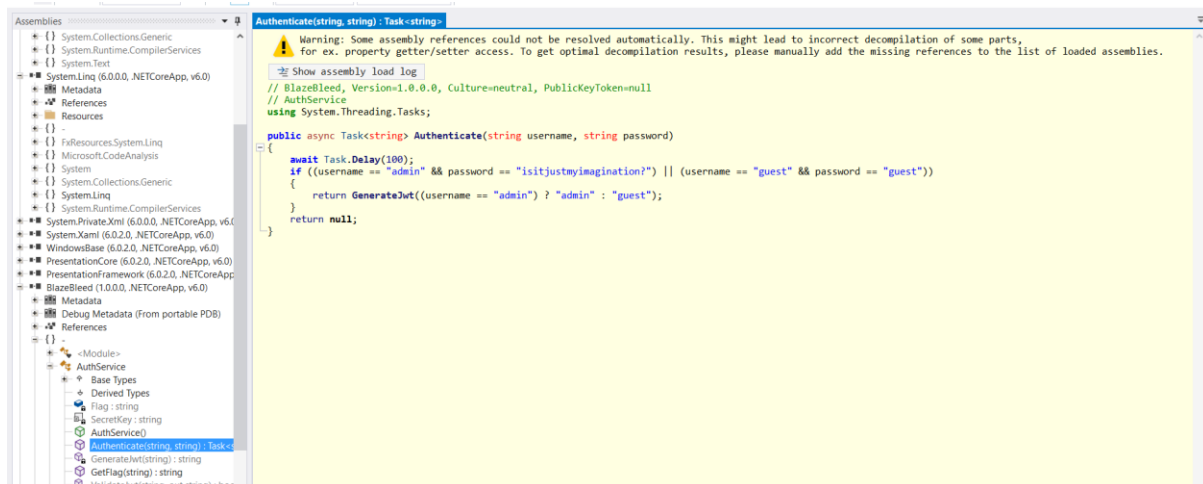 Assemblies
{ } System.Collections.Generic
{ } System.Runtime.CompilerServices
{ } System.Text
System.Linq (6.0.0.0, .NETCoreApp, v6.0)
Metadata
References
Resources
{ } -
{ } FxResources.System.Linq
{ } Microsoft.CodeAnalysis
{ } System
{ } System.Collections.Generic
{ } System.Linq
{ } System.Runtime.CompilerServices
System.Private.Xml (6.0.0.0, .NETCoreApp, v6.(
System.Xaml (6.0.2.0, .NETCoreApp, v6.0)
WindowsBase (6.0.2.0, .NETCoreApp, v6.0)
PresentationCore (6.0.2.0, .NETCoreApp, v6.0)
PresentationFramework (6.0.2.0, .NETCoreApp
BlazeBleed (1.0.0.0, .NETCoreApp, v6.0)
Metadata
Debug Metadata (From portable PDB)
References
{ } -
<Module>
AuthService
Base Types
Derived Types
Flag : string
SecretKey : string
AuthService()
Authenticate(string, string) : Task<s
GenerateJwt(string) : string
GetFlag(string) : string
Authenticate(string, string) : Task<string>
Warning: Some assembly references could not be resolved automatically. This might lead to incorrect decompilation of some parts,
for ex. property getter/setter access. To get optimal decompilation results, please manually add the missing references to the list of loaded assemblies.
Show assembly load log
// BlazeBleed, Version=1.0.0.0, Culture=neutral, PublicKeyToken=null
// AuthService
using System.Threading.Tasks;
public async Task<string> Authenticate(string username, string password)
{
await Task.Delay(100);
if ((username == "admin" && password == "isitjustmyimagination?") || (username == "guest" && password == "guest"))
{
return GenerateJwt((username == "admin") ? "admin" : "guest");
}
return null;
}